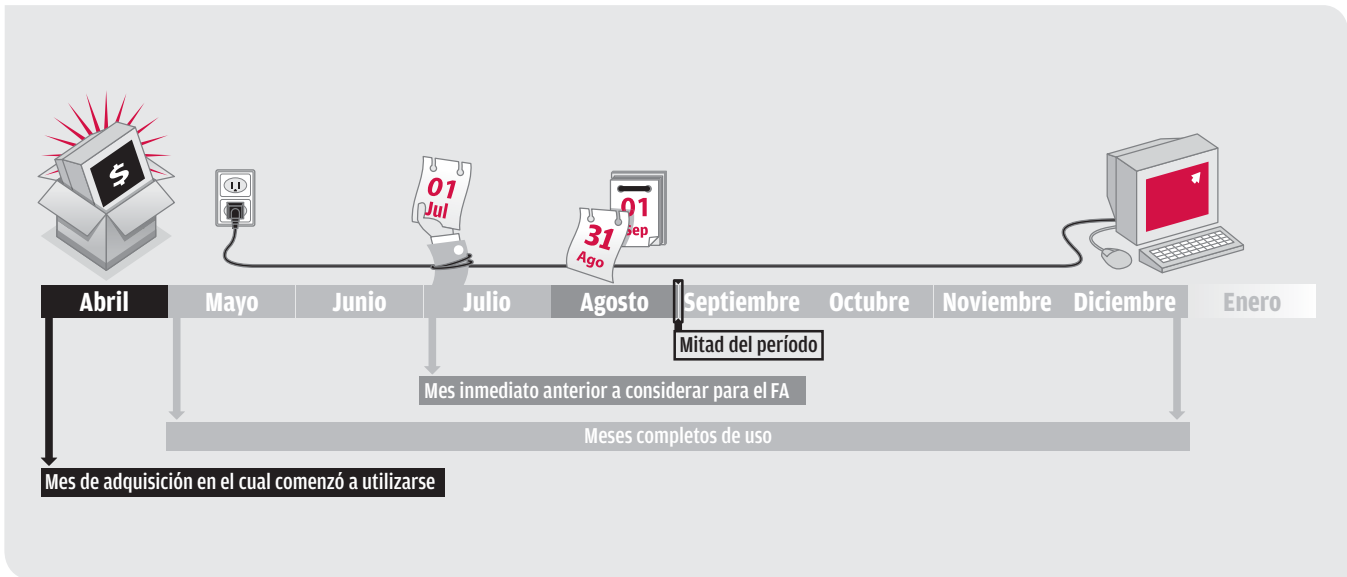 $
01
Jul
01
Sep
31
Ago
Abril Mayo Junio Julio Agosto Septiembre Octubre Noviembre Diciembre Enero
Mitad del período
Mes inmediato anterior a considerar para el FA
Meses completos de uso
Mes de adquisición en el cual comenzó a utilizarse